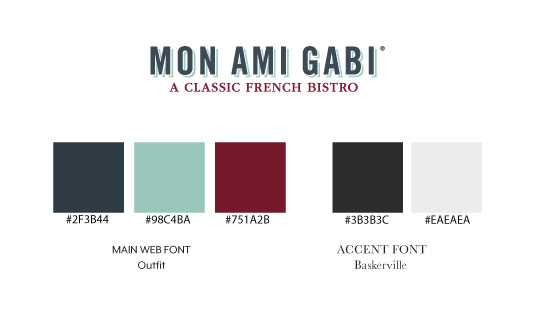 MON AMI GABI®
A CLASSIC FRENCH BISTRO
#2F3B44 #98C4BA #751A2B #3B3B3C #EAEAEA
MAIN WEB FONT ACCENT FONT
Outfit Baskerville